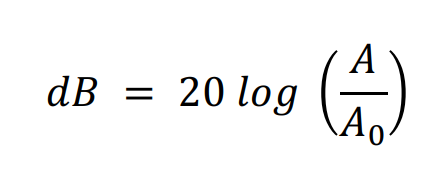 dB = 20 log (A/A₀)